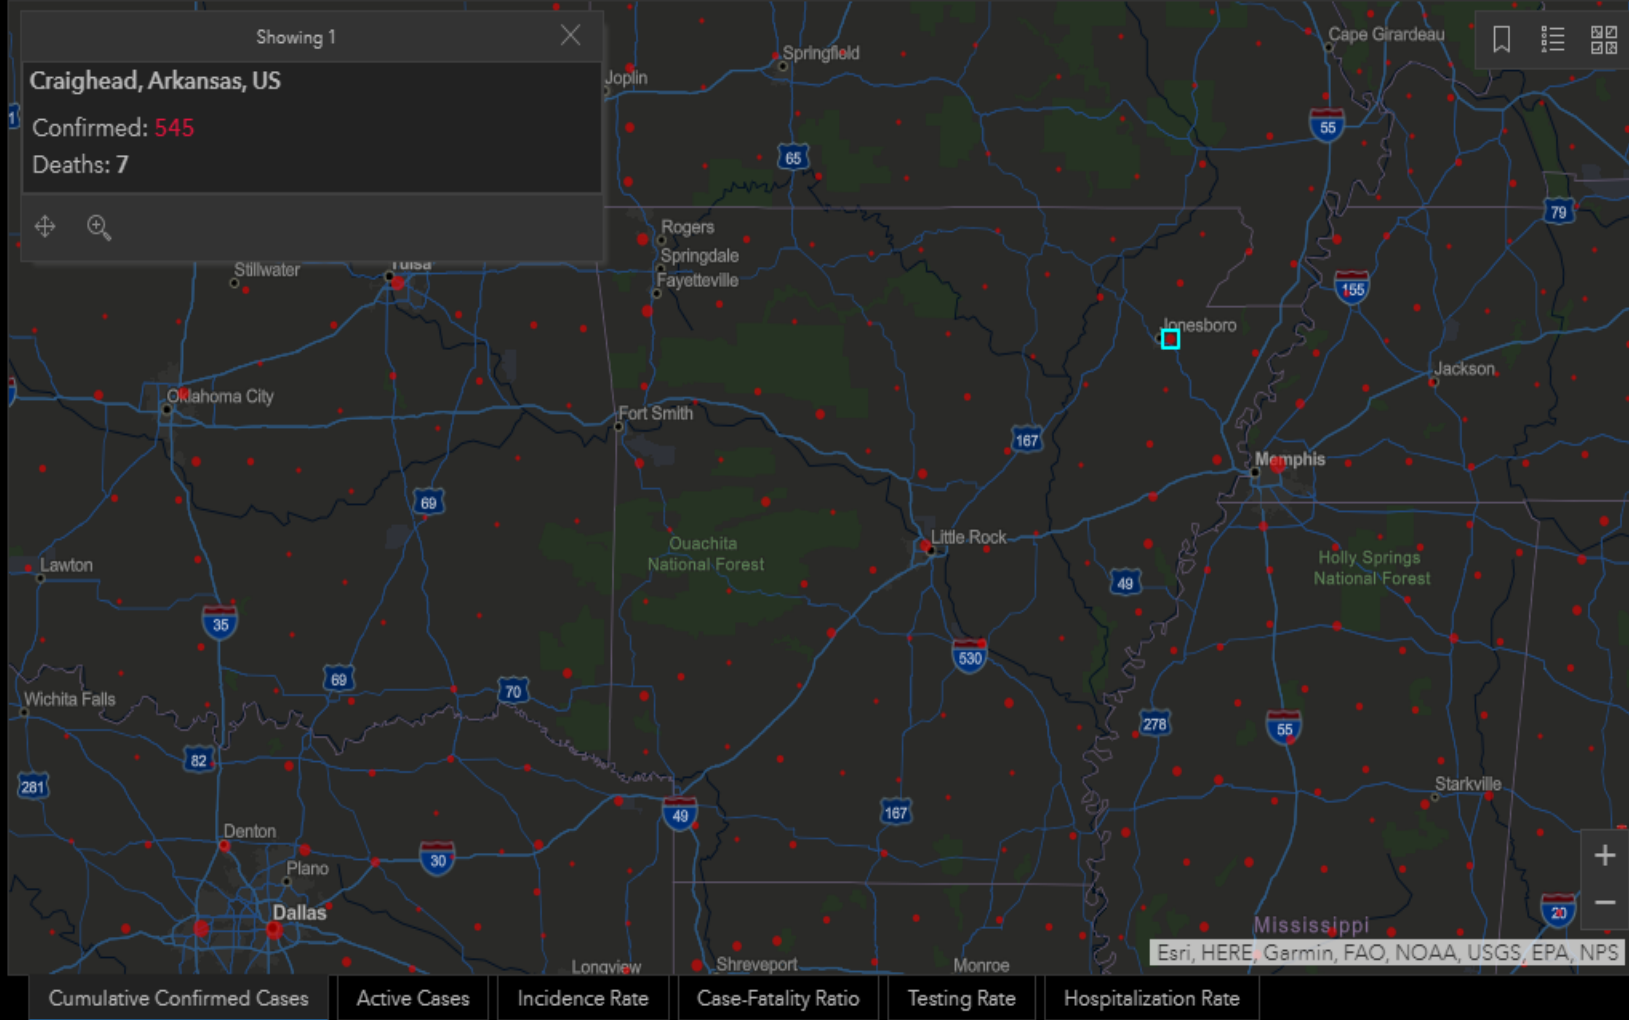 Showing 1
Craighead, Arkansas, US
Confirmed: 545
Deaths: 7
Springfield
Cape Girardeau
Joplin
1
55
65
79
Rogers
Springdale
Fayetteville
Stillwater
Tulsa
155
Jonesboro
Jackson
Oklahoma City
Fort Smith
167
Memphis
69
Little Rock
Ouachita
National Forest
Holly Springs
National Forest
Lawton
49
35
530
69
70
Wichita Falls
278
55
82
281
Starkville
49
167
Denton
30
Plano
Dallas
20
Mississippi
Esri, HERE, Garmin, FAO, NOAA, USGS, EPA, NPS
Longview
Shreveport
Monroe
Cumulative Confirmed Cases
Active Cases
Incidence Rate
Case-Fatality Ratio
Testing Rate
Hospitalization Rate